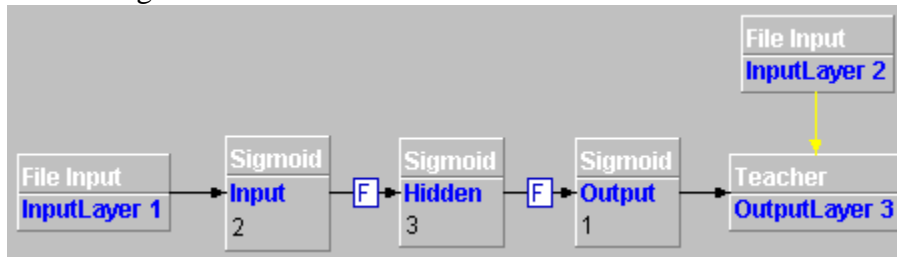 File Input
InputLayer 2
File Input
InputLayer 1
Sigmoid
Input
2
F
Sigmoid
Hidden
3
F
Sigmoid
Output
1
Teacher
OutputLayer 3